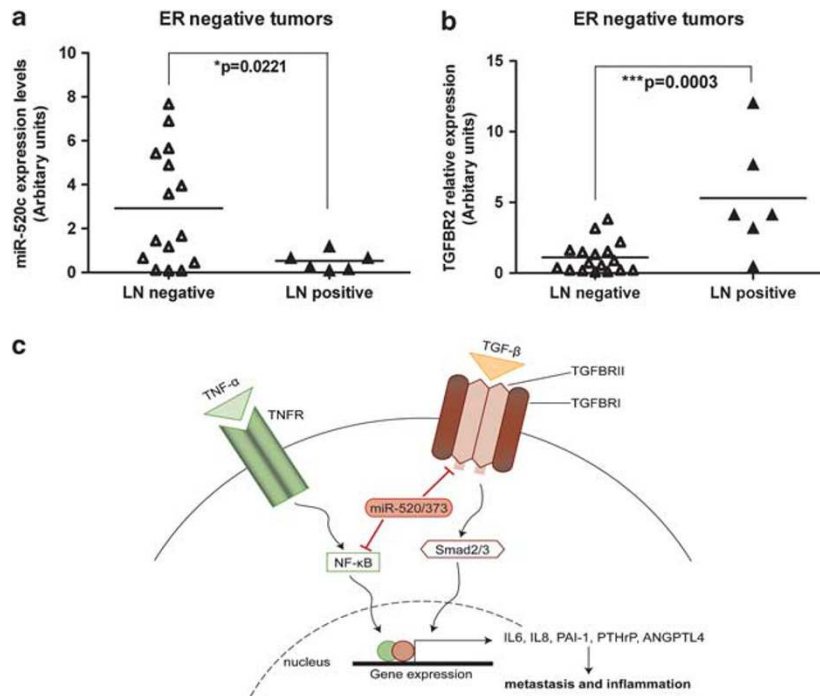 a
ER negative tumors
miR-520c expression levels
(Arbitary units)
10
8
6
4
2
0
*p=0.0221
LN negative
LN positive
b
ER negative tumors
TGFBR2 relative expression
(Arbitary units)
15
10
5
0
***p=0.0003
LN negative
LN positive
c
TNF-α
TNFR
TGF-β
TGFBRII
TGFBRI
miR-520/373
NF-κB
Smad2/3
nucleus
Gene expression
IL6, IL8, PAI-1, PTHrP, ANGPTL4
metastasis and inflammation